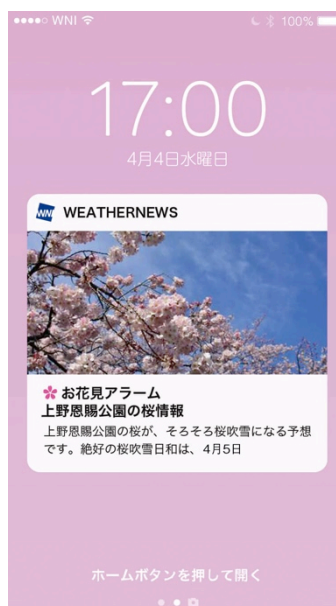 WNI 100%
17:00
4月4日水曜日
WNI WEATHERNEWS
お花見アラーム
上野恩賜公園の桜情報
上野恩賜公園の桜が、そろそろ桜吹雪になる予想
です。絶好の桜吹雪日和は、4月5日
ホームボタンを押して開く